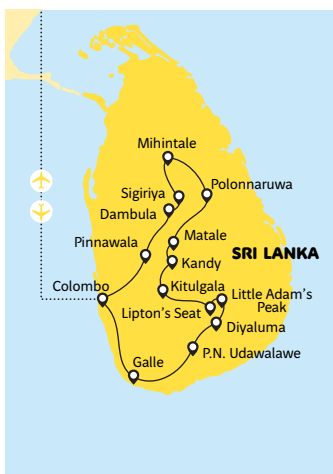 Mihintale
Sigiriya
Polonnaruwa
Dambula
Matale
Pinnawala
SRI LANKA
Kandy
Colombo
Kitulgala
Little Adam's
Peak
Lipton's Seat
Diyaluma
P.N. Udawalawe
Galle